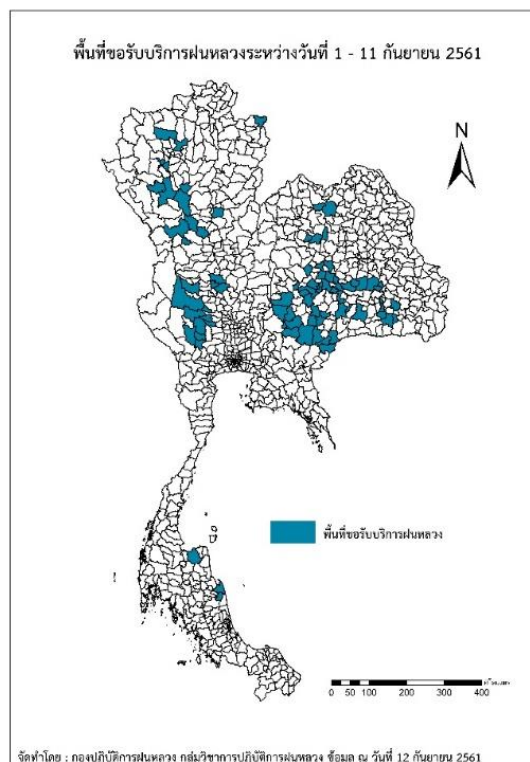 พื้นที่ขอรับบริการฝนหลวงระหว่างวันที่ 1 - 11 กันยายน 2561
N
พื้นที่ขอรับบริการฝนหลวง
0 50 100 200 300 400
จัดทำโดย : กองปฏิบัติการฝนหลวง กลุ่มวิชาการปฏิบัติการฝนหลวง ข้อมูล ณ วันที่ 12 กันยายน 2561